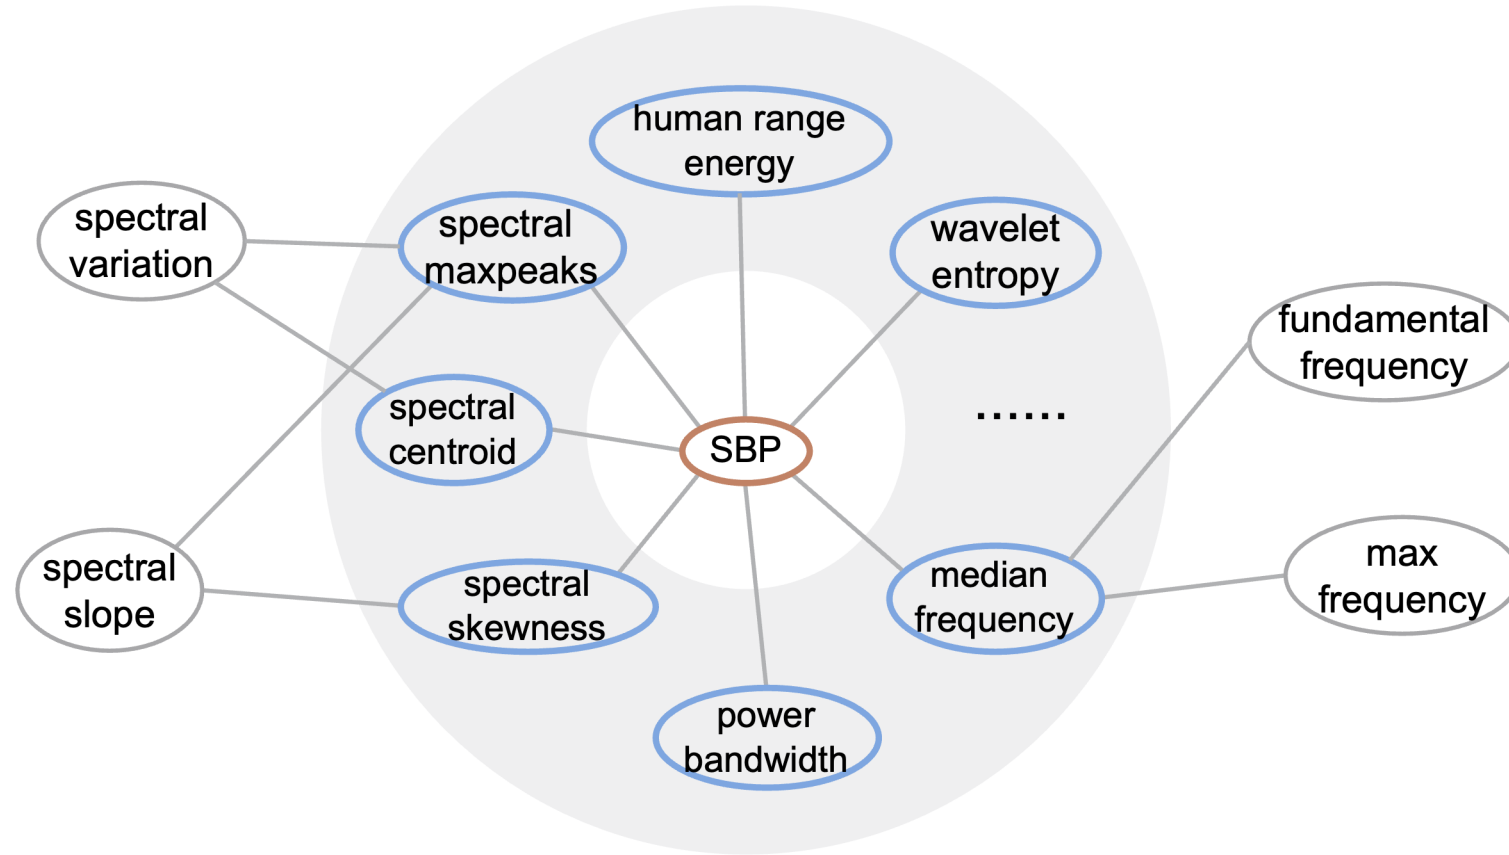 human range
energy
spectral
variation
spectral
maxpeaks
wavelet
entropy
fundamental
frequency
spectral
centroid
......
SBP
spectral
slope
spectral
skewness
median
frequency
max
frequency
power
bandwidth